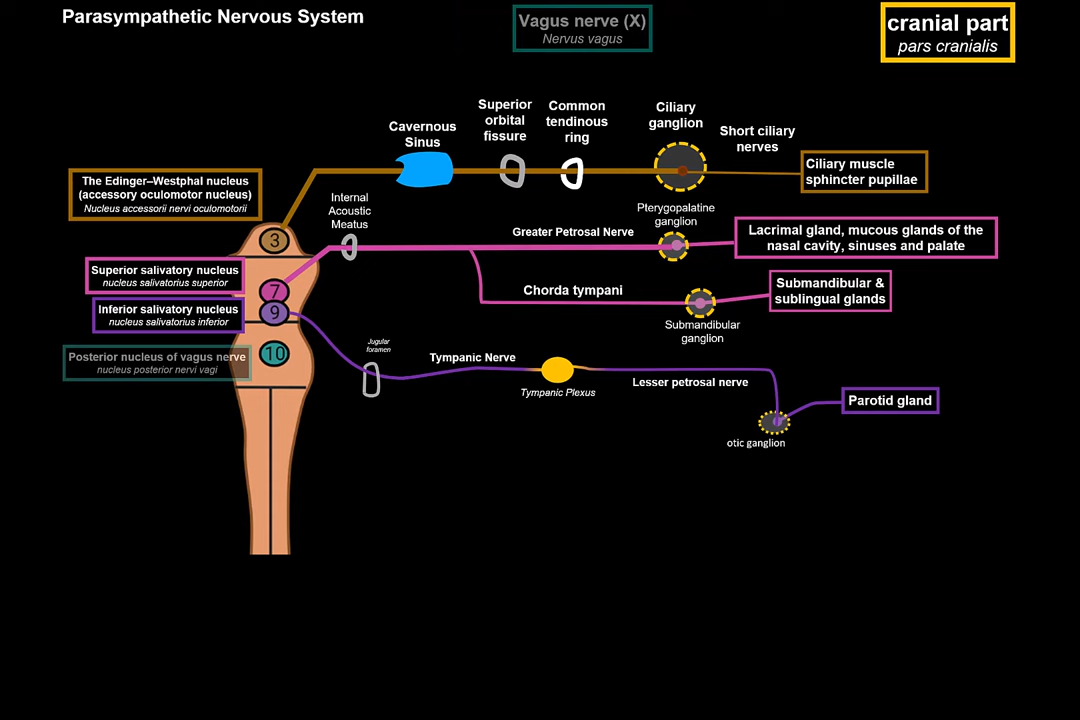 Parasympathetic Nervous System
Vagus nerve (X)
Nervus vagus
cranial part
pars cranialis
Cavernous
Sinus
Superior
orbital
fissure
Common
tendinous
ring
Ciliary
ganglion
Short ciliary
nerves
Ciliary muscle
sphincter pupillae
The Edinger–Westphal nucleus
(accessory oculomotor nucleus)
Nucleus accessorii nervi oculomotorii
3
Internal
Acoustic
Meatus
Greater Petrosal Nerve
Pterygopalatine
ganglion
Lacrimal gland, mucous glands of the
nasal cavity, sinuses and palate
Superior salivatory nucleus
nucleus salivatorius superior
7
Chorda tympani
Submandibular
ganglion
Submandibular &
sublingual glands
Inferior salivatory nucleus
nucleus salivatorius inferior
9
Jugular
foramen
Tympanic Nerve
Tympanic Plexus
Lesser petrosal nerve
otic ganglion
Parotid gland
Posterior nucleus of vagus nerve
nucleus posterior nervi vagi
10